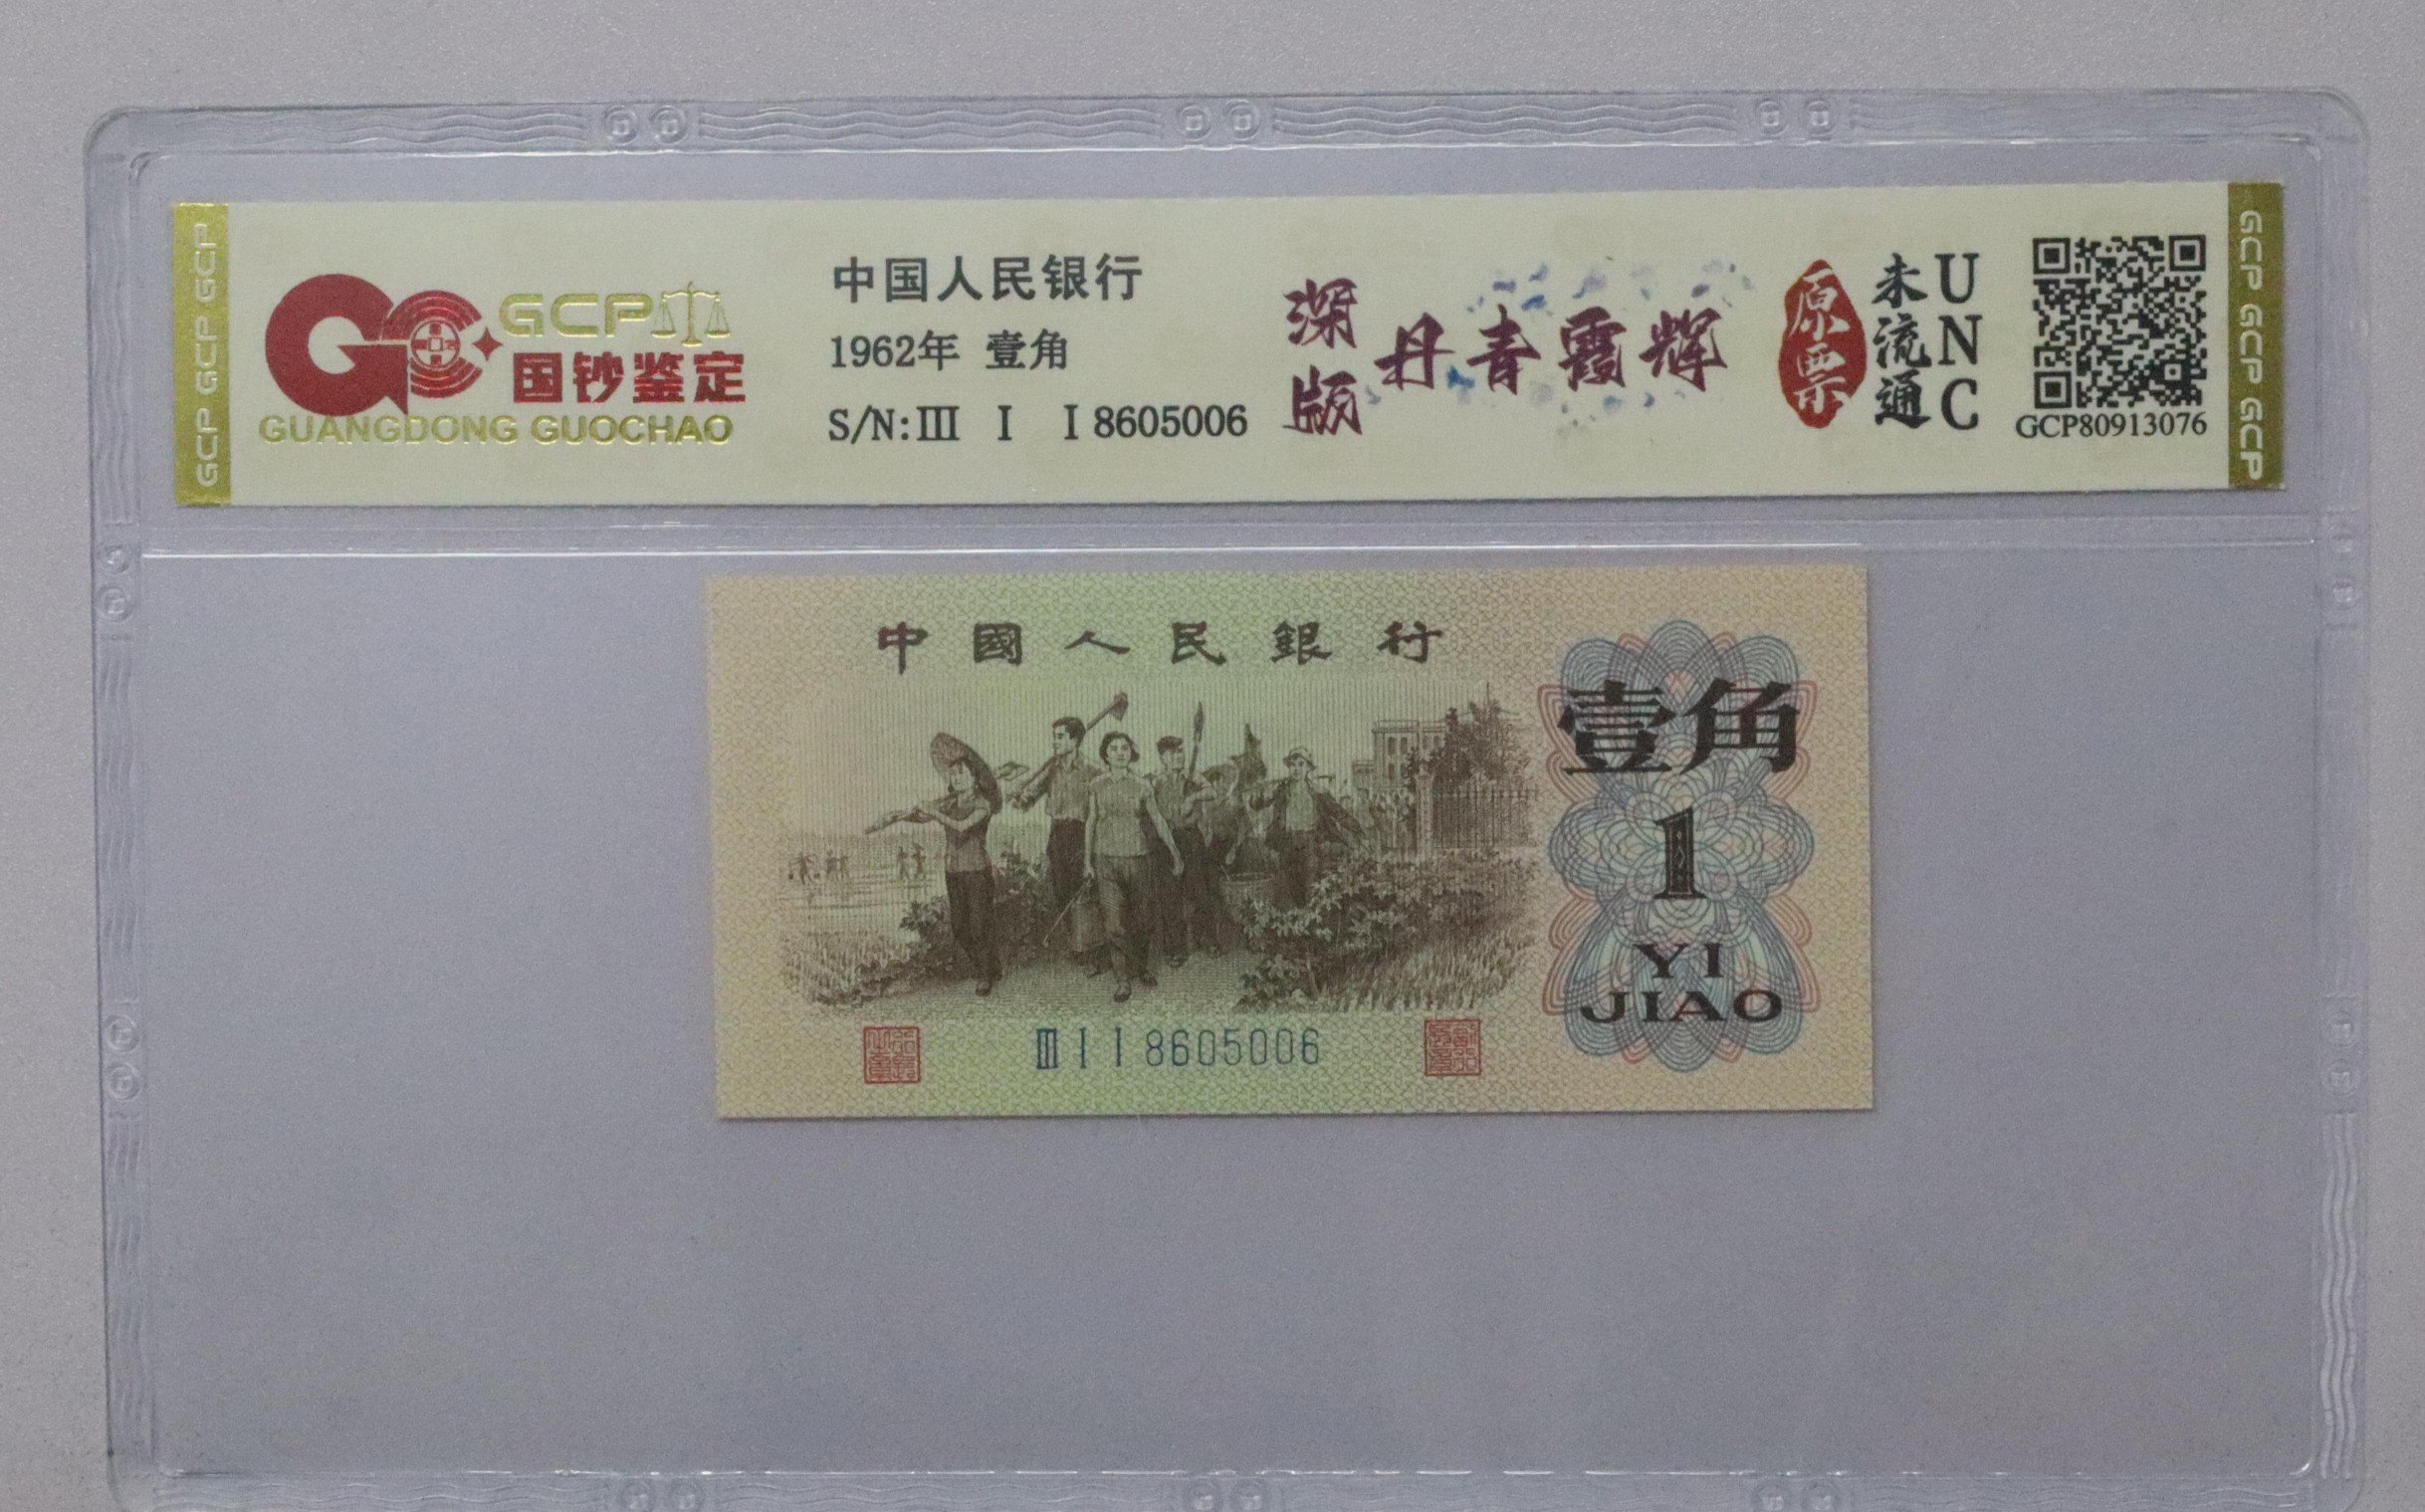 GCP GCP GCP
GCP
国钞鉴定
GUANGDONG GUOCHAO
中国人民银行
1962年 壹角
S/N:Ⅲ Ⅰ Ⅰ 8605006
深版
丹青霞辉
原票
未流通
UNC
GCP80913076
GCP GCP GCP
中國人民銀行
壹角
1
YI
JIAO
Ⅲ Ⅰ Ⅰ 8605006